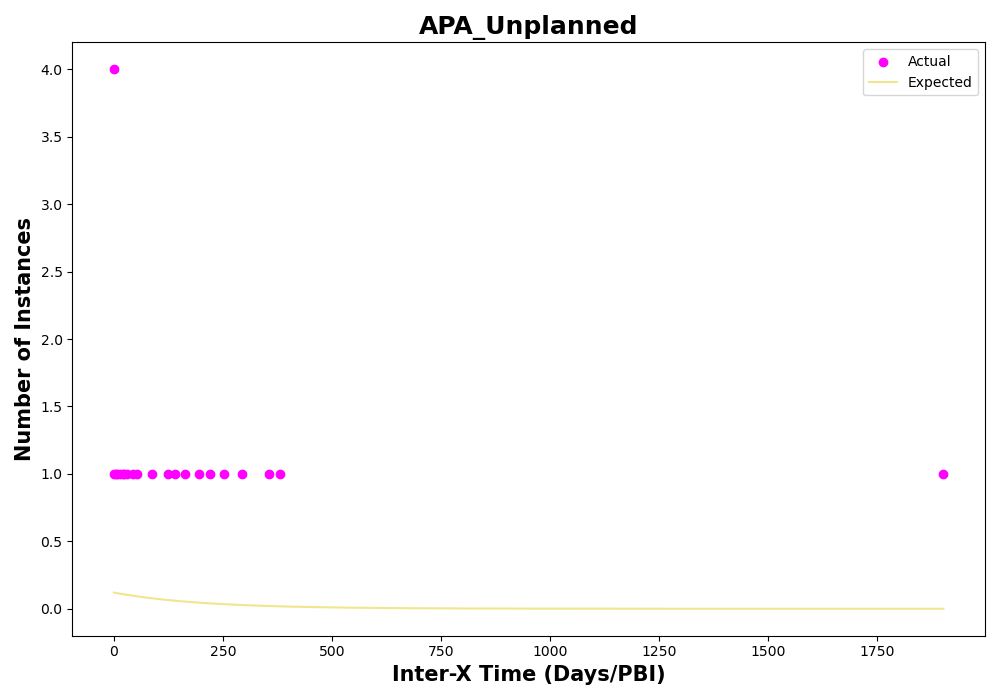 APA_Unplanned
Actual
Expected
4.0
3.5
3.0
2.5
2.0
1.5
1.0
0.5
0.0
Number of Instances
0 250 500 750 1000 1250 1500 1750
Inter-X Time (Days/PBI)